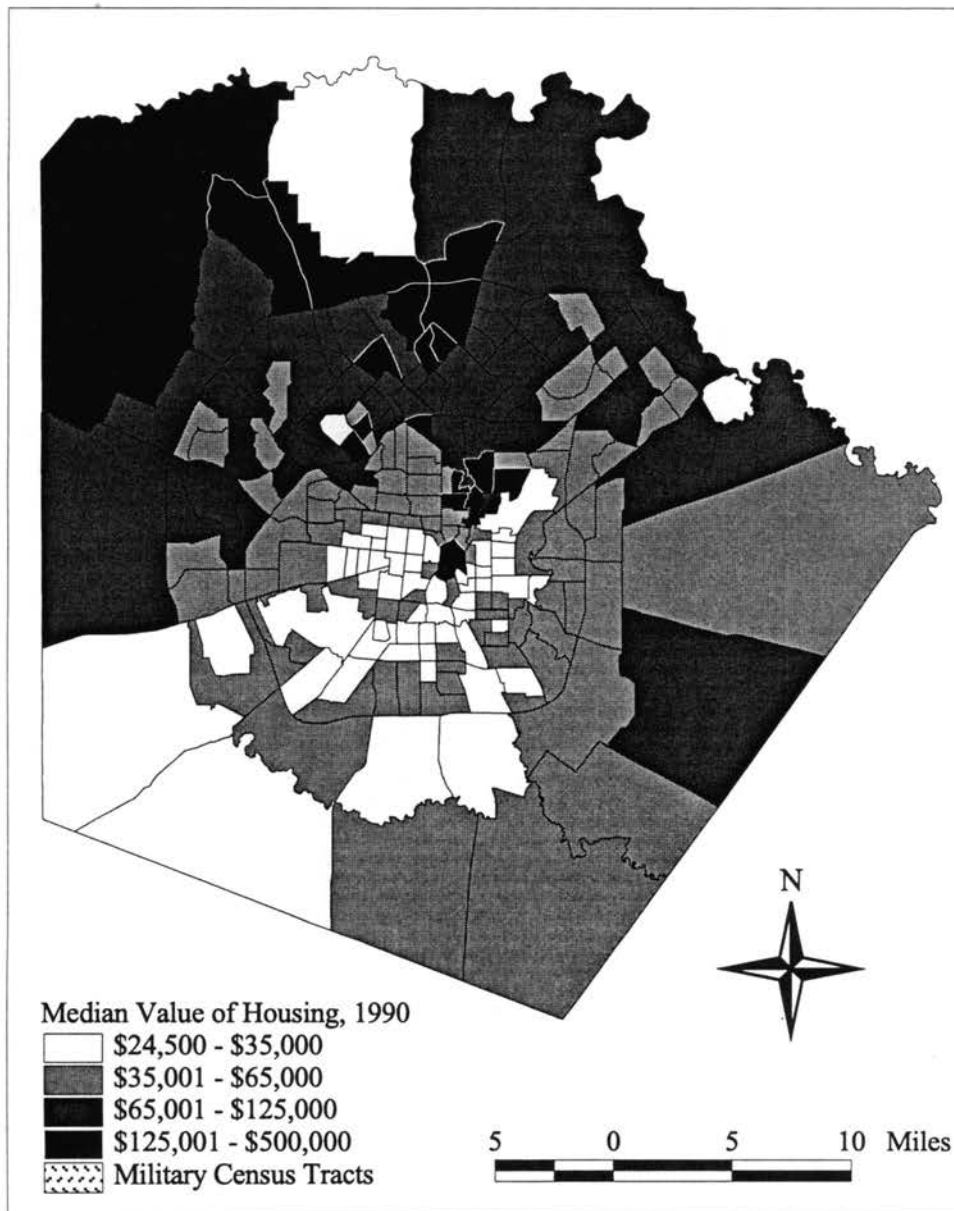 N
Median Value of Housing, 1990
$24,500 - $35,000
$35,001 - $65,000
$65,001 - $125,000
$125,001 - $500,000
Military Census Tracts
5 0 5 10 Miles